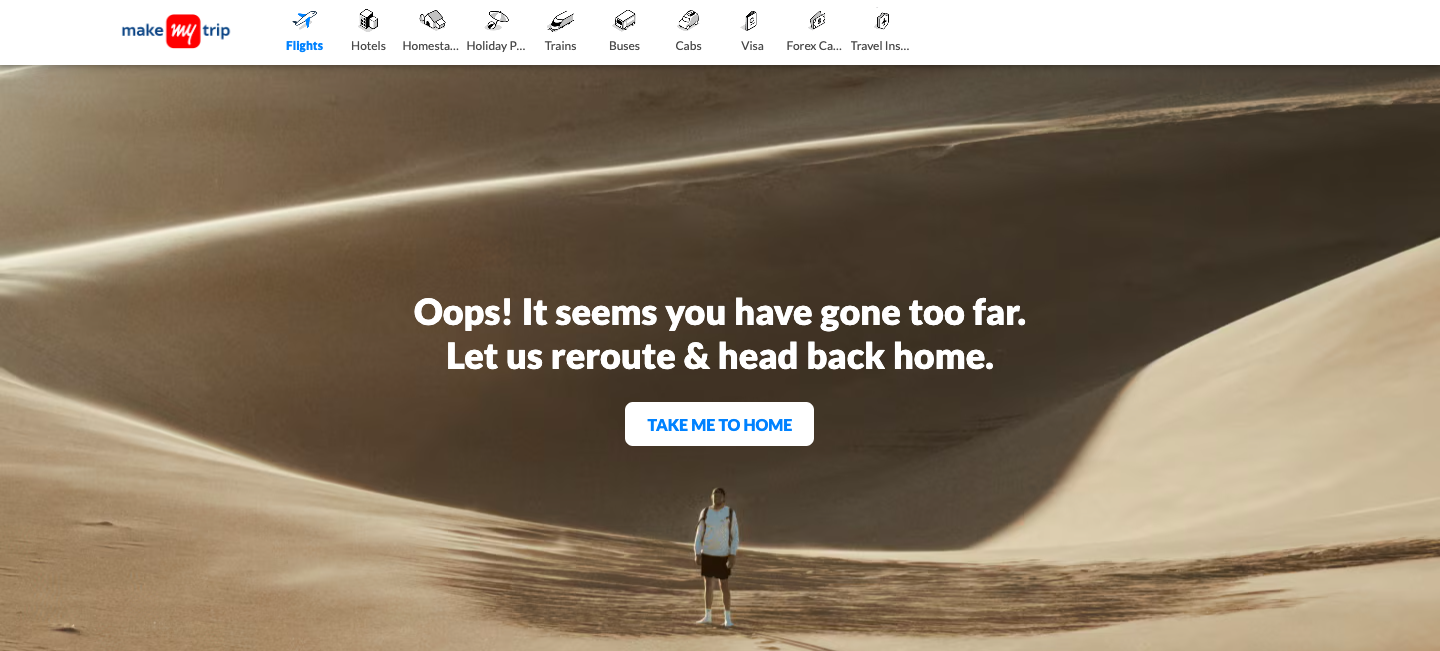 make my trip
Flights
Hotels
Homesta...
Holiday P...
Trains
Buses
Cabs
Visa
Forex Ca...
Travel Ins...
Oops! It seems you have gone too far.
Let us reroute & head back home.
TAKE ME TO HOME